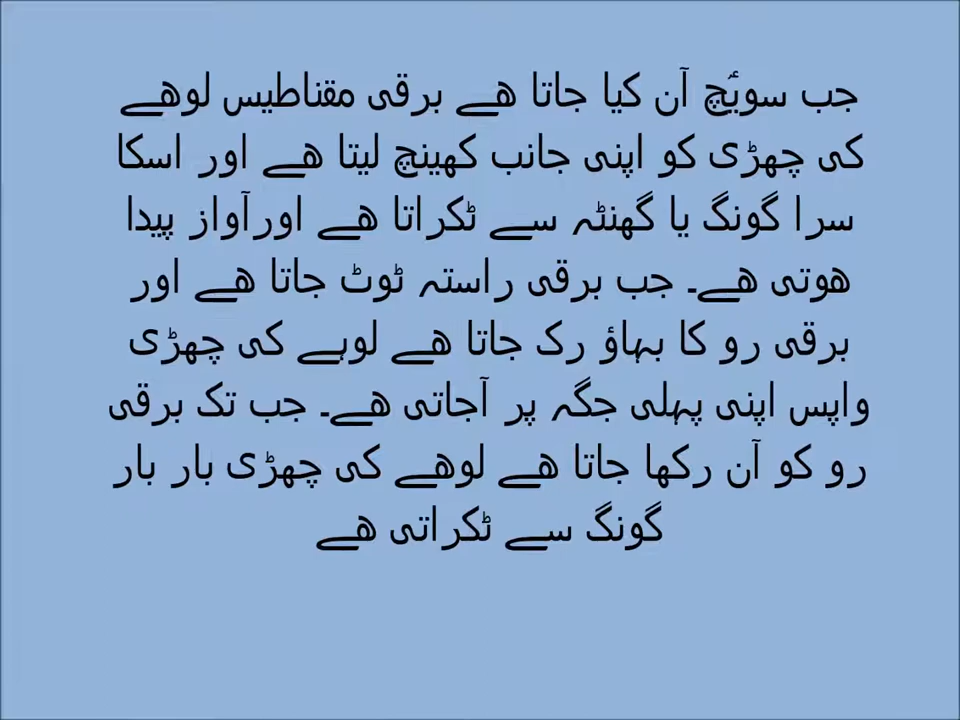 جب سویٔچ آن کیا جاتا ھے برقی مقناطیس لوھے
کی چھڑی کو اپنی جانب کھینچ لیتا ھے اور اسکا
سرا گونگ یا گھنٹہ سے ٹکراتا ھے اورآواز پیدا
ھوتی ھے۔ جب برقی راستہ ٹوٹ جاتا ھے اور
برقی رو کا بہاؤ رک جاتا ھے لوہے کی چھڑی
واپس اپنی پہلی جگہ پر آجاتی ھے۔ جب تک برقی
رو کو آن رکھا جاتا ھے لوھے کی چھڑی بار بار
گونگ سے ٹکراتی ھے